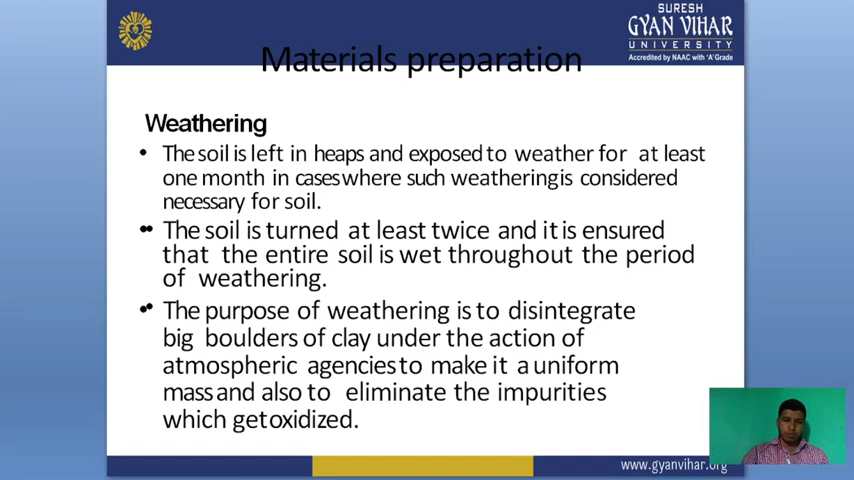 SURESH
GYAN VIHAR
UNIVERSITY
Accredited by NAAC with 'A' Grade
Materials preparation
Weathering
• The soil is left in heaps and exposed to weather for at least
one month in cases where such weathering is considered
necessary for soil.
• The soil is turned at least twice and it is ensured
that the entire soil is wet throughout the period
of weathering.
• The purpose of weathering is to disintegrate
big boulders of clay under the action of
atmospheric agencies to make it a uniform
mass and also to eliminate the impurities
which get oxidized.
www.gyanvihar.org